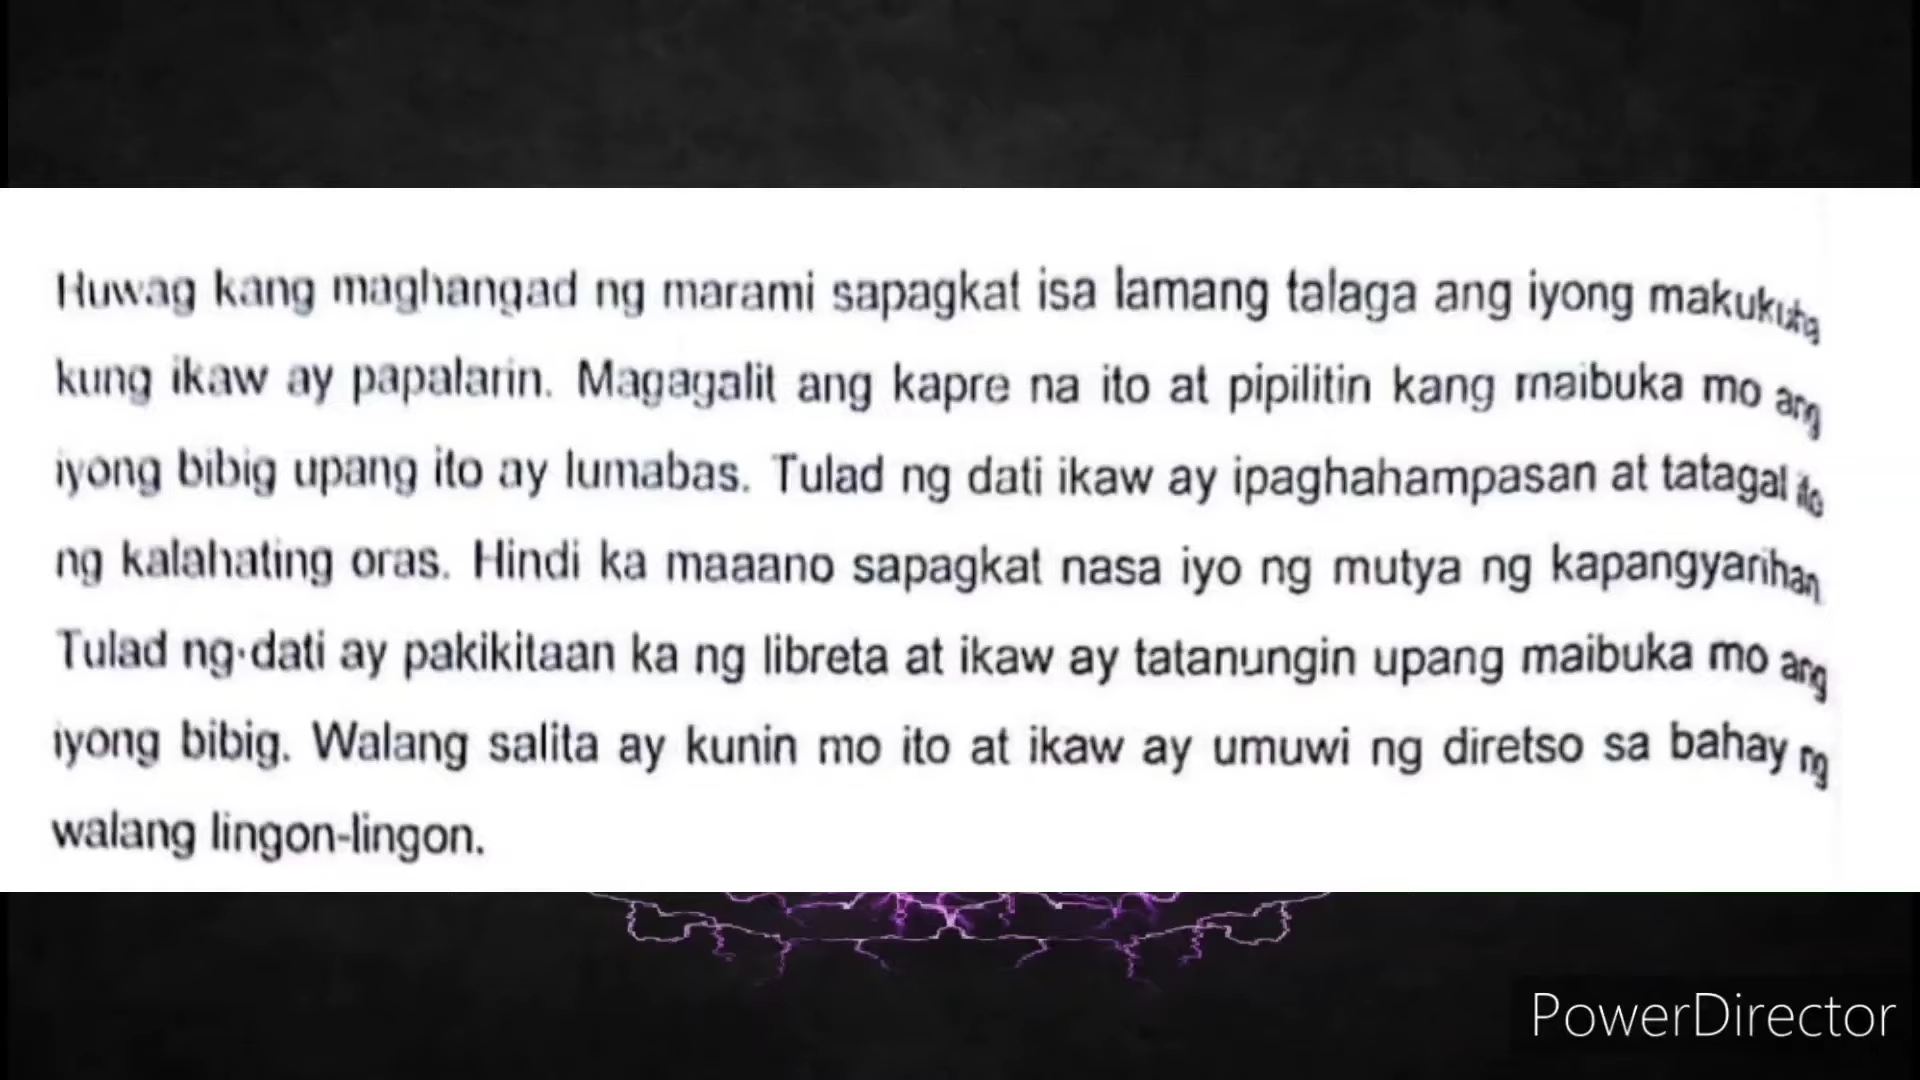 Huwag kang maghangad ng marami sapagkat isa lamang talaga ang iyong makukuha
kung ikaw ay papalarin. Magagalit ang kapre na ito at pipilitin kang maibuka mo ang
iyong bibig upang ito ay lumabas. Tulad ng dati ikaw ay ipaghahampasan at tatagal ito
ng kalahating oras. Hindi ka maaano sapagkat nasa iyo ng mutya ng kapangyarihan
Tulad ng dati ay pakikitaan ka ng libreta at ikaw ay tatanungin upang maibuka mo ang
iyong bibig. Walang salita ay kunin mo ito at ikaw ay umuwi ng diretso sa bahay ng
walang lingon-lingon.
PowerDirector